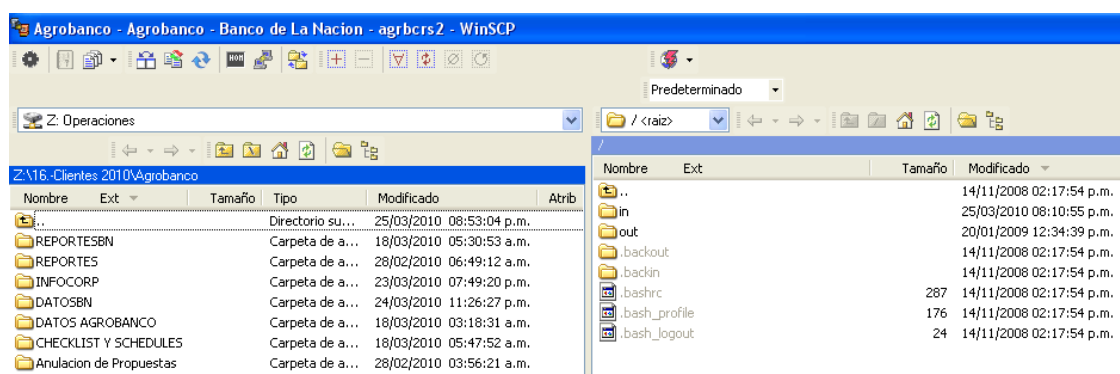 Agrobanco - Agrobanco - Banco de La Nacion - agrbcrs2 - WinSCP
Predeterminado
Z: Operaciones
/ <raiz>
Z:\16.-Clientes 2010\Agrobanco
/
Nombre Ext Tamaño Tipo Modificado Atrib
.. Directorio su... 25/03/2010 08:53:04 p.m.
REPORTESBN Carpeta de a... 18/03/2010 05:30:53 a.m.
REPORTES Carpeta de a... 28/02/2010 06:49:12 a.m.
INFOCORP Carpeta de a... 23/03/2010 07:49:20 p.m.
DATOSBN Carpeta de a... 24/03/2010 11:26:27 p.m.
DATOS AGROBANCO Carpeta de a... 18/03/2010 03:18:31 a.m.
CHECKLIST Y SCHEDULES Carpeta de a... 18/03/2010 05:47:52 a.m.
Anulacion de Propuestas Carpeta de a... 28/02/2010 03:56:21 a.m.
Nombre Ext Tamaño Modificado
.. 14/11/2008 02:17:54 p.m.
in 25/03/2010 08:10:55 p.m.
out 20/01/2009 12:34:39 p.m.
.backout 14/11/2008 02:17:54 p.m.
.backin 14/11/2008 02:17:54 p.m.
.bashrc 287 14/11/2008 02:17:54 p.m.
.bash_profile 176 14/11/2008 02:17:54 p.m.
.bash_logout 24 14/11/2008 02:17:54 p.m.